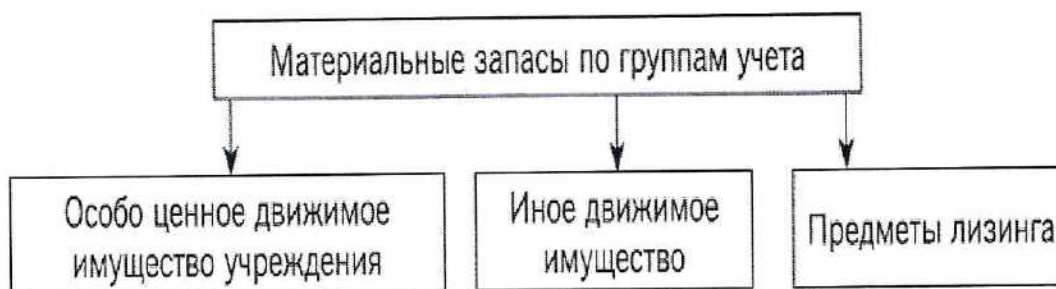 Материальные запасы по группам учета
Особо ценное движимое
имущество учреждения
Иное движимое
имущество
Предметы лизинга